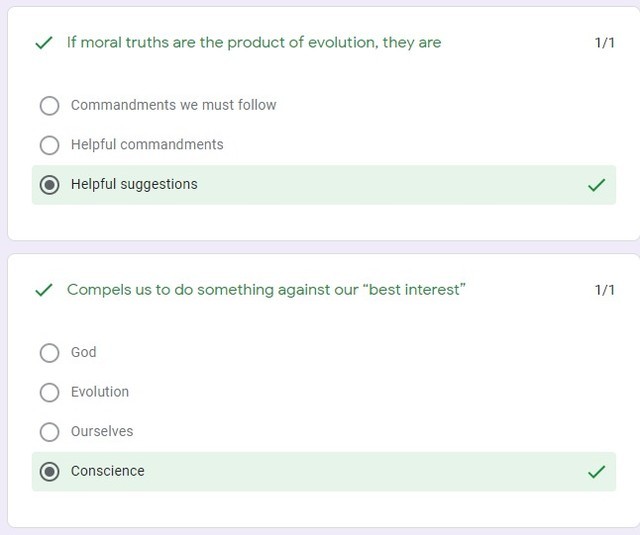 If moral truths are the product of evolution, they are 1/1
Commandments we must follow
Helpful commandments
Helpful suggestions
Compels us to do something against our “best interest” 1/1
God
Evolution
Ourselves
Conscience